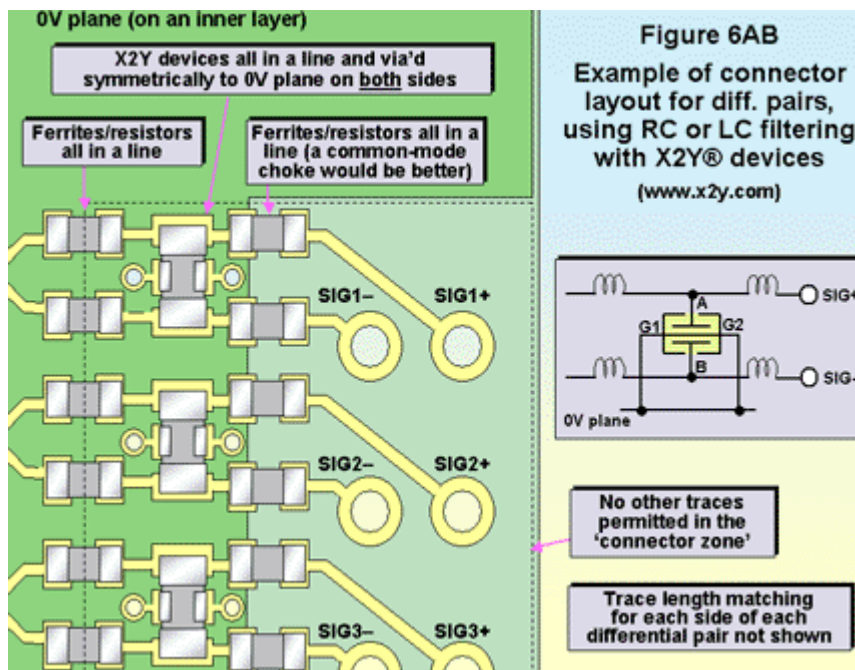 0V plane (on an inner layer)
X2Y devices all in a line and via'd
symmetrically to 0V plane on both sides
Ferrites/resistors
all in a line
Ferrites/resistors all in a
line (a common-mode
choke would be better)
Figure 6AB
Example of connector
layout for diff. pairs,
using RC or LC filtering
with X2Y® devices
(www.x2y.com)
SIG1– SIG1+
SIG2– SIG2+
SIG3– SIG3+
A
SIG+
G1 G2
B
SIG-
0V plane
No other traces
permitted in the
‘connector zone’
Trace length matching
for each side of each
differential pair not shown